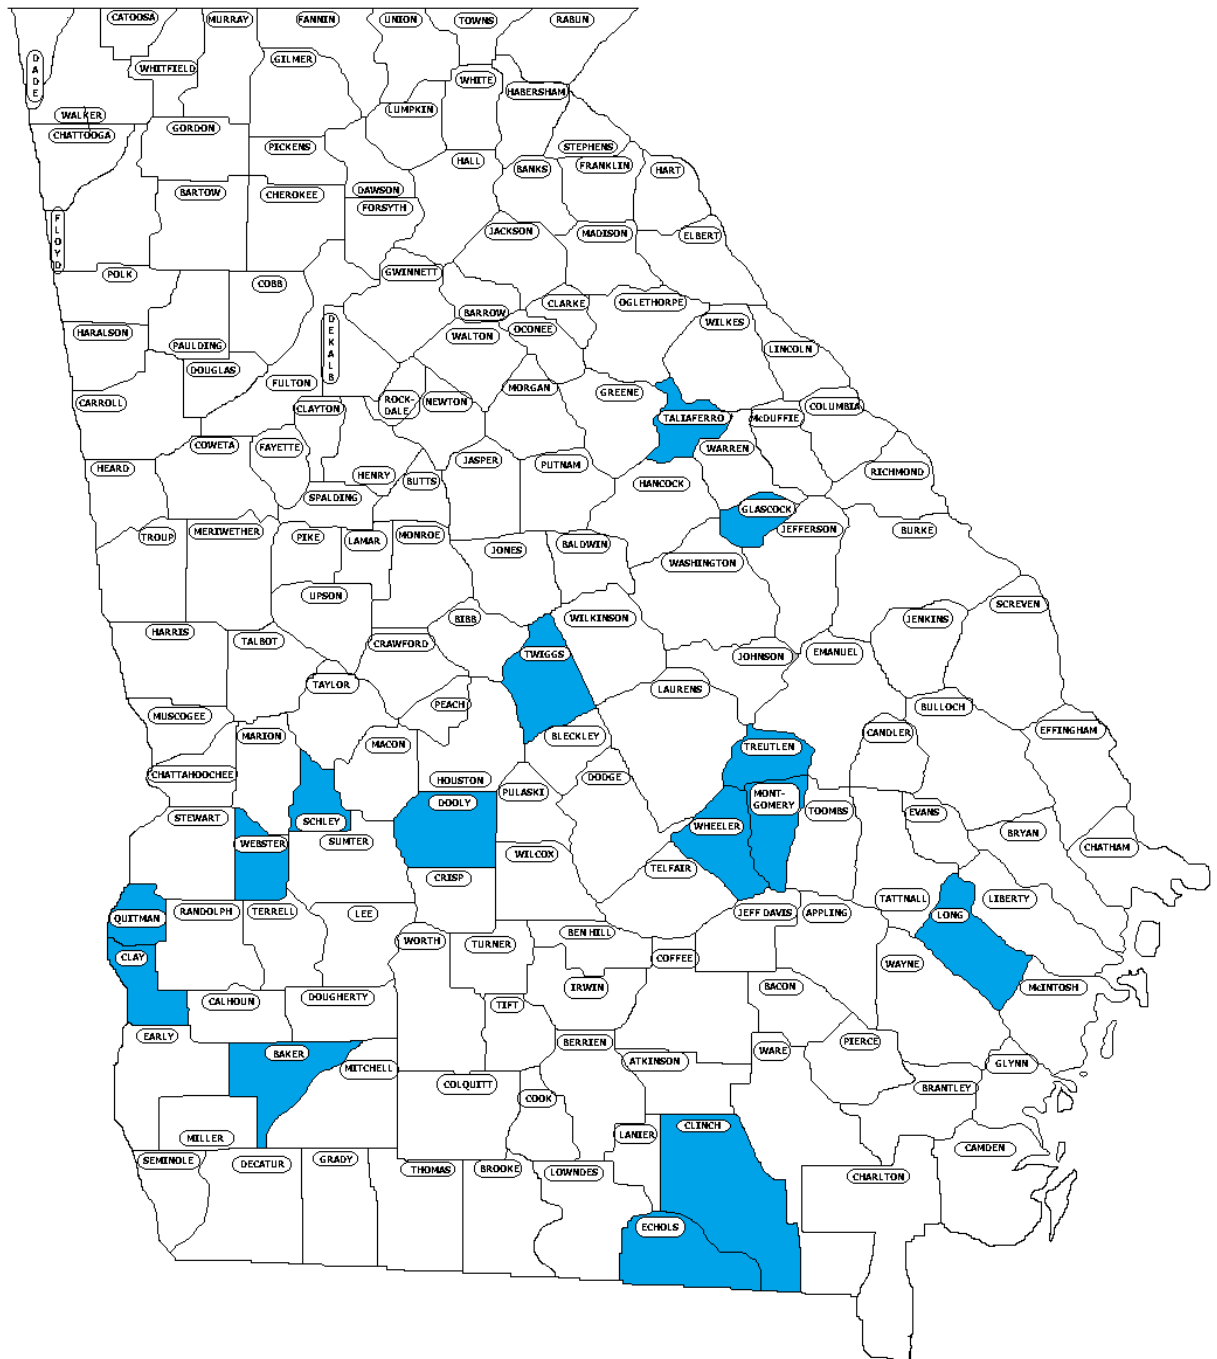 CATOOSA
MURRAY
FANNIN
UNION
TOWNS
RABUN
DADE
WHITFIELD
GILMER
WHITE
HABERSHAM
WALKER
LUMPKIN
CHATTOOGA
GORDON
PICKENS
STEPHENS
HALL
BANKS
FRANKLIN
HART
BARTOW
CHEROKEE
DAWSON
FORSYTH
FLOYD
JACKSON
MADISON
ELBERT
POLK
COBB
GWINNETT
CLARKE
OGLETHORPE
BARROW
HARALSON
PAULDING
DEKALB
WALTON
OCONEE
WILKES
LINCOLN
DOUGLAS
FULTON
CARROLL
CLAYTON
ROCK-
DALE
NEWTON
MORGAN
GREENE
TALIAFERRO
McDUFFIE
COLUMBIA
COWETA
FAYETTE
WARREN
HEARD
HENRY
BUTTS
JASPER
PUTNAM
HANCOCK
RICHMOND
SPALDING
GLASCOCK
JEFFERSON
BURKE
TROUP
MERIWETHER
PIKE
LAMAR
MONROE
JONES
BALDWIN
WASHINGTON
UPSON
SCREVEN
HARRIS
TALBOT
CRAWFORD
BIBB
WILKINSON
JENKINS
TWIGGS
JOHNSON
EMANUEL
TAYLOR
LAURENS
PEACH
BULLOCH
MUSCOGEE
MARION
MACON
BLECKLEY
TREUTLEN
CANDLER
EFFINGHAM
CHATTAHOOCHEE
HOUSTON
DODGE
PULASKI
DOOLY
MONT-
GOMERY
STEWART
SCHLEY
WHEELER
TOOMBS
EVANS
WEBSTER
SUMTER
BRYAN
CHATHAM
WILCOX
TELFAIR
CRISP
QUITMAN
RANDOLPH
TERRELL
LEE
JEFF DAVIS
APPLING
TATTNALL
LONG
LIBERTY
CLAY
WORTH
TURNER
BEN HILL
COFFEE
WAYNE
CALHOUN
DOUGHERTY
TIFT
IRWIN
BACON
McINTOSH
EARLY
BAKER
MITCHELL
BERRIEN
ATKINSON
WARE
PIERCE
GLYNN
COLQUITT
COOK
BRANTLEY
MILLER
LANIER
CLINCH
SEMINOLE
DECATUR
GRADY
THOMAS
BROOKE
LOWNDES
CHARLTON
CAMDEN
ECHOLS